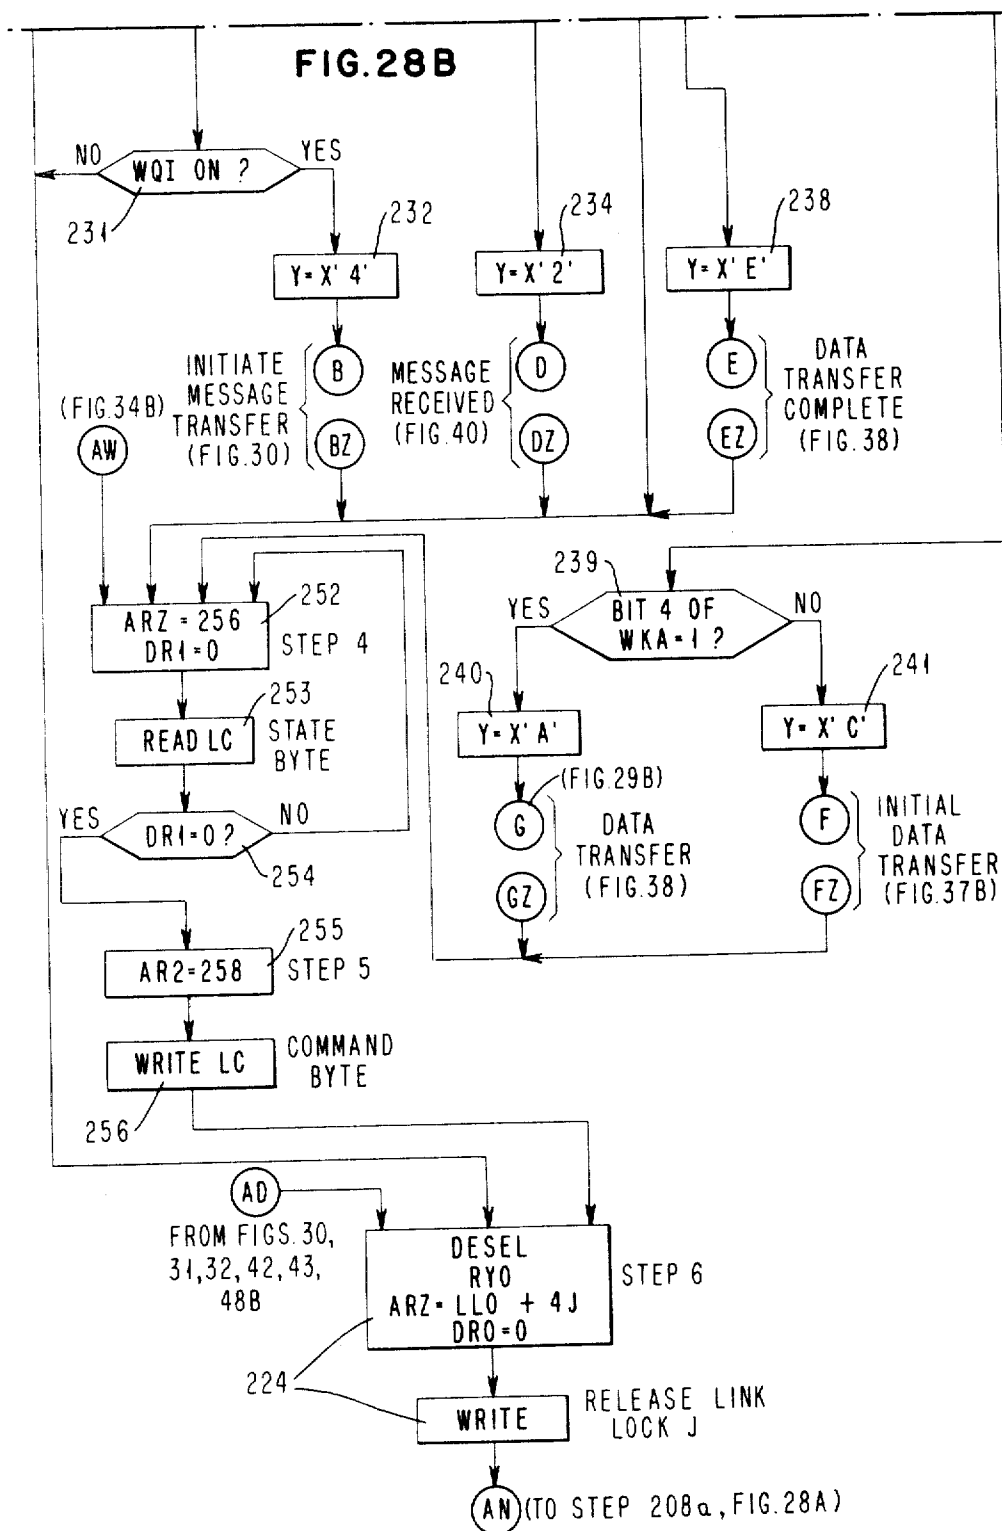 FIG.28B
NO
WQI ON ?
YES
231
232
234
238
Y=X'4'
Y=X'2'
Y=X'E'
INITIATE
MESSAGE
TRANSFER
(FIG.30)
B
BZ
MESSAGE
RECEIVED
(FIG.40)
D
DZ
E
EZ
DATA
TRANSFER
COMPLETE
(FIG.38)
(FIG.34B)
AW
252
ARZ=256
DR1=0
STEP 4
239
YES
BIT 4 OF
WKA=1?
NO
253
READ LC
STATE
BYTE
240
Y=X'A'
241
Y=X'C'
YES
DR1=0?
NO
254
(FIG.29B)
G
GZ
DATA
TRANSFER
(FIG.38)
F
FZ
INITIAL
DATA
TRANSFER
(FIG.37B)
255
AR2=258
STEP 5
WRITE LC
COMMAND
BYTE
256
AD
FROM FIGS.30,
31,32,42,43,
48B
DESEL
RYO
ARZ=LLO + 4J
DRO=0
STEP 6
224
WRITE
RELEASE LINK
LOCK J
AN
(TO STEP 208a, FIG.28A)